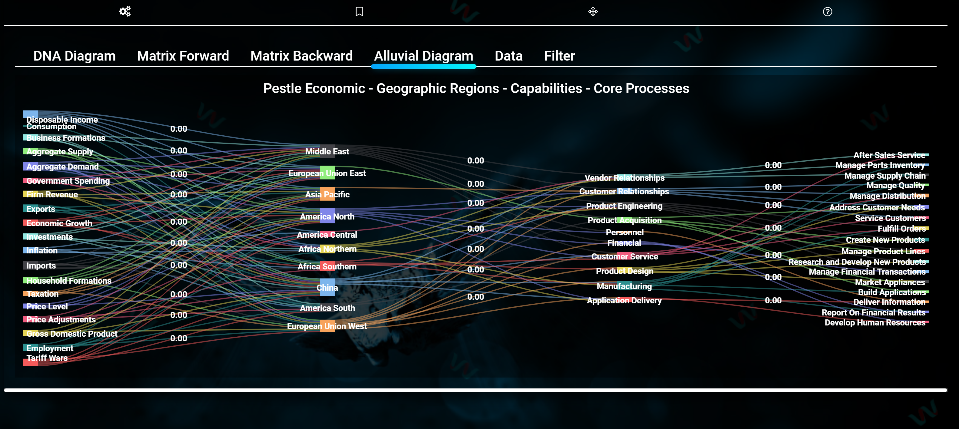 DNA Diagram Matrix Forward Matrix Backward Alluvial Diagram Data Filter
Pestle Economic - Geographic Regions - Capabilities - Core Processes
Disposable Income
Consumption
Business Formations
Aggregate Supply
Aggregate Demand
Government Spending
Firm Revenue
Exports
Economic Growth
Investments
Inflation
Imports
Household Formations
Taxation
Price Level
Price Adjustments
Gross Domestic Product
Employment
Tariff Wars
0.00
0.00
0.00
0.00
0.00
0.00
0.00
0.00
0.00
0.00
Middle East
European Union East
Asia Pacific
America North
America Central
Africa Northern
Africa Southern
China
America South
European Union West
0.00
0.00
0.00
0.00
0.00
0.00
0.00
Vendor Relationships
Customer Relationships
Product Engineering
Product Acquisition
Personnel
Financial
Customer Service
Product Design
Manufacturing
Application Delivery
0.00
0.00
0.00
0.00
0.00
0.00
0.00
After Sales Service
Manage Parts Inventory
Manage Supply Chain
Manage Quality
Manage Distribution
Address Customer Needs
Service Customers
Fulfill Orders
Create New Products
Manage Product Lines
Research and Develop New Products
Manage Financial Transactions
Market Appliances
Build Applications
Deliver Information
Report On Financial Results
Develop Human Resources